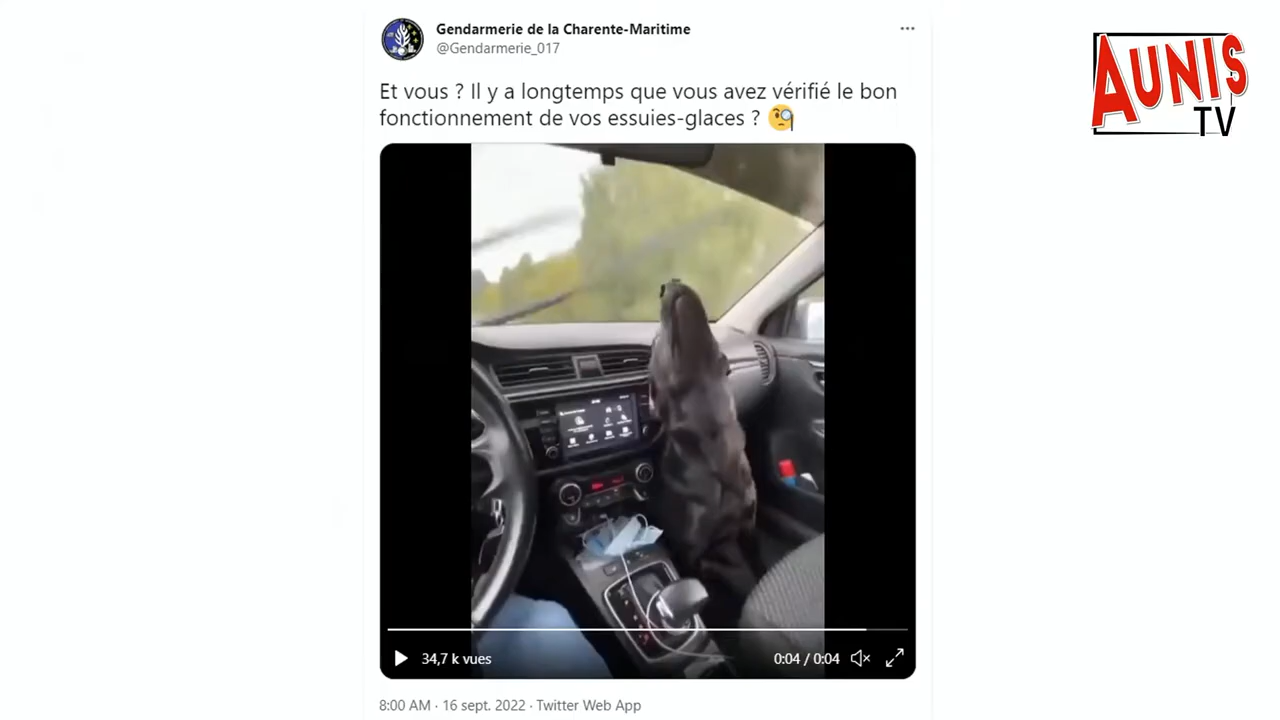 Gendarmerie de la Charente-Maritime
@Gendarmerie_017
Et vous ? Il y a longtemps que vous avez vérifié le bon
fonctionnement de vos essuies-glaces ? 🧐
AUNIS
TV
34,7 k vues
0:04 / 0:04
8:00 AM · 16 sept. 2022 · Twitter Web App